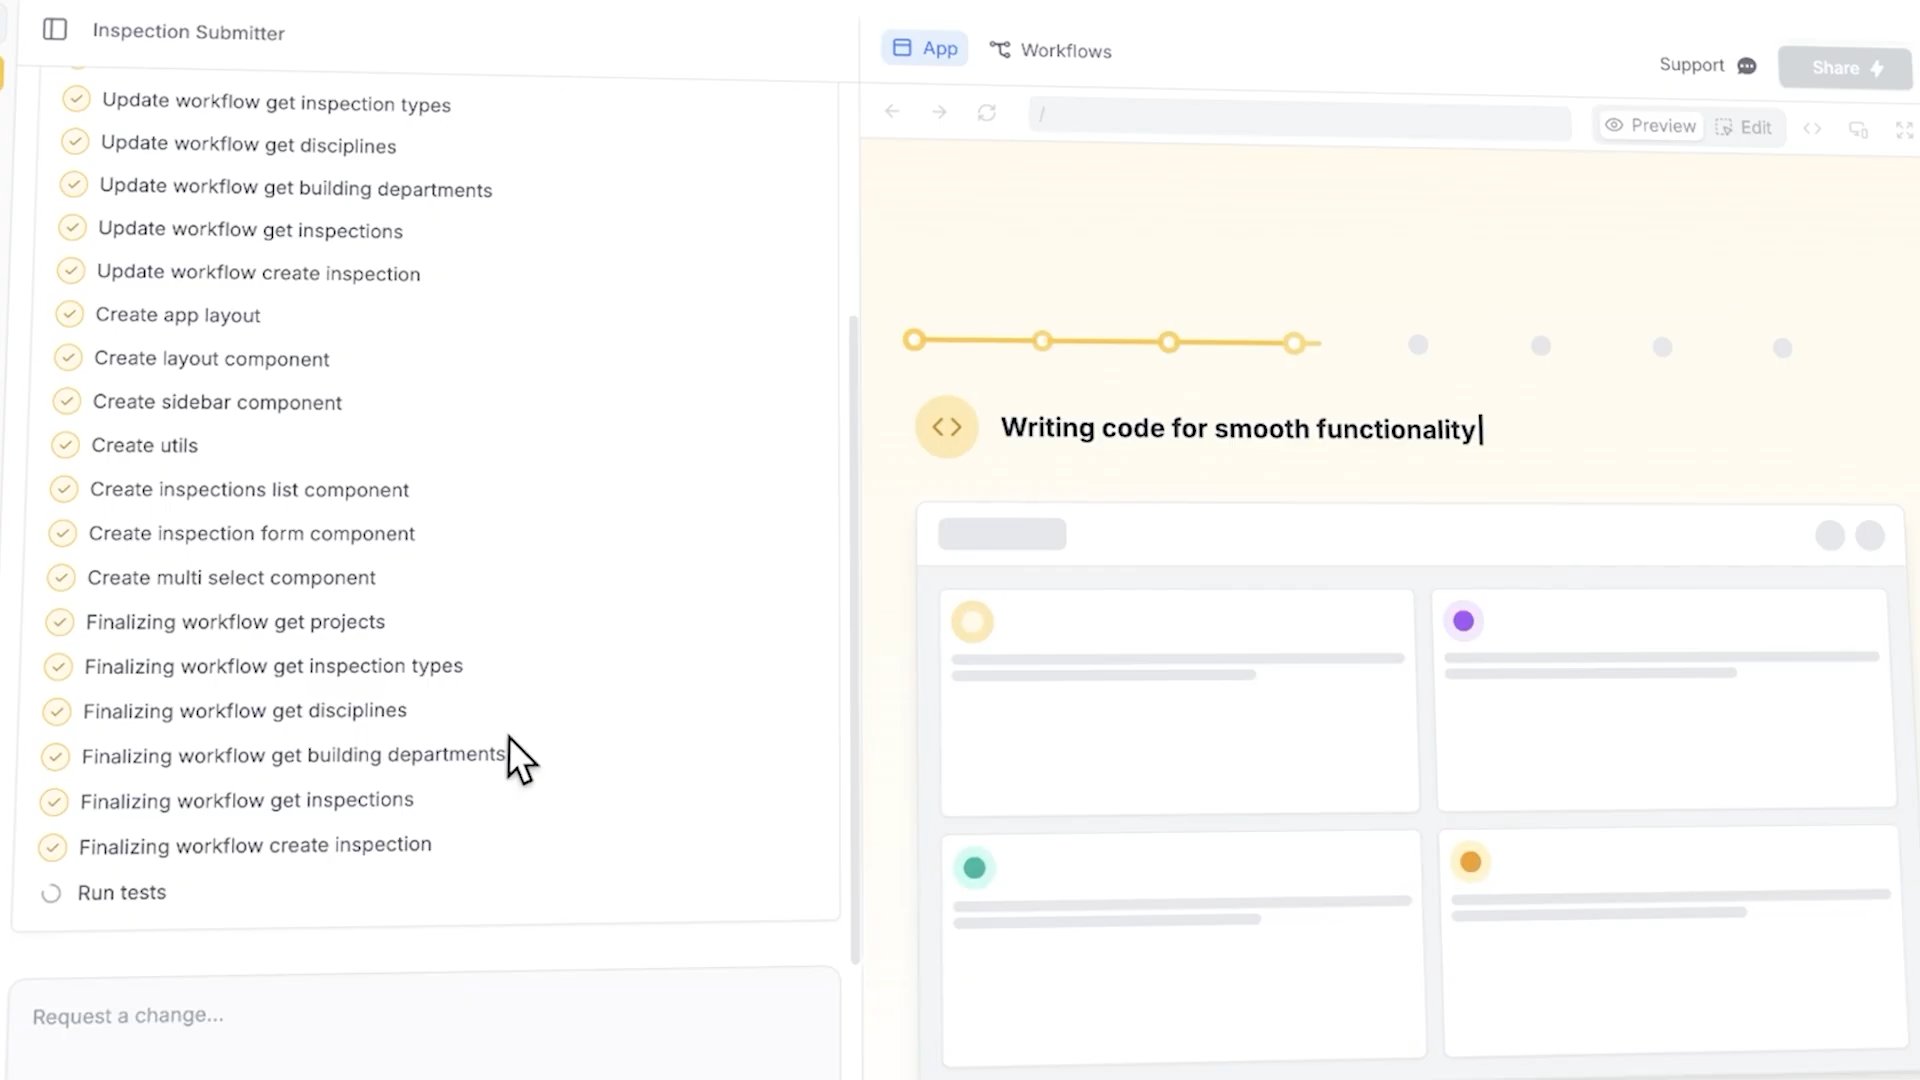 Inspection Submitter
Update workflow get inspection types
Update workflow get disciplines
Update workflow get building departments
Update workflow get inspections
Update workflow create inspection
Create app layout
Create layout component
Create sidebar component
Create utils
Create inspections list component
Create inspection form component
Create multi select component
Finalizing workflow get projects
Finalizing workflow get inspection types
Finalizing workflow get disciplines
Finalizing workflow get building departments
Finalizing workflow get inspections
Finalizing workflow create inspection
Run tests
Request a change...
App
Workflows
Support
Share
/
Preview
Edit
Writing code for smooth functionality